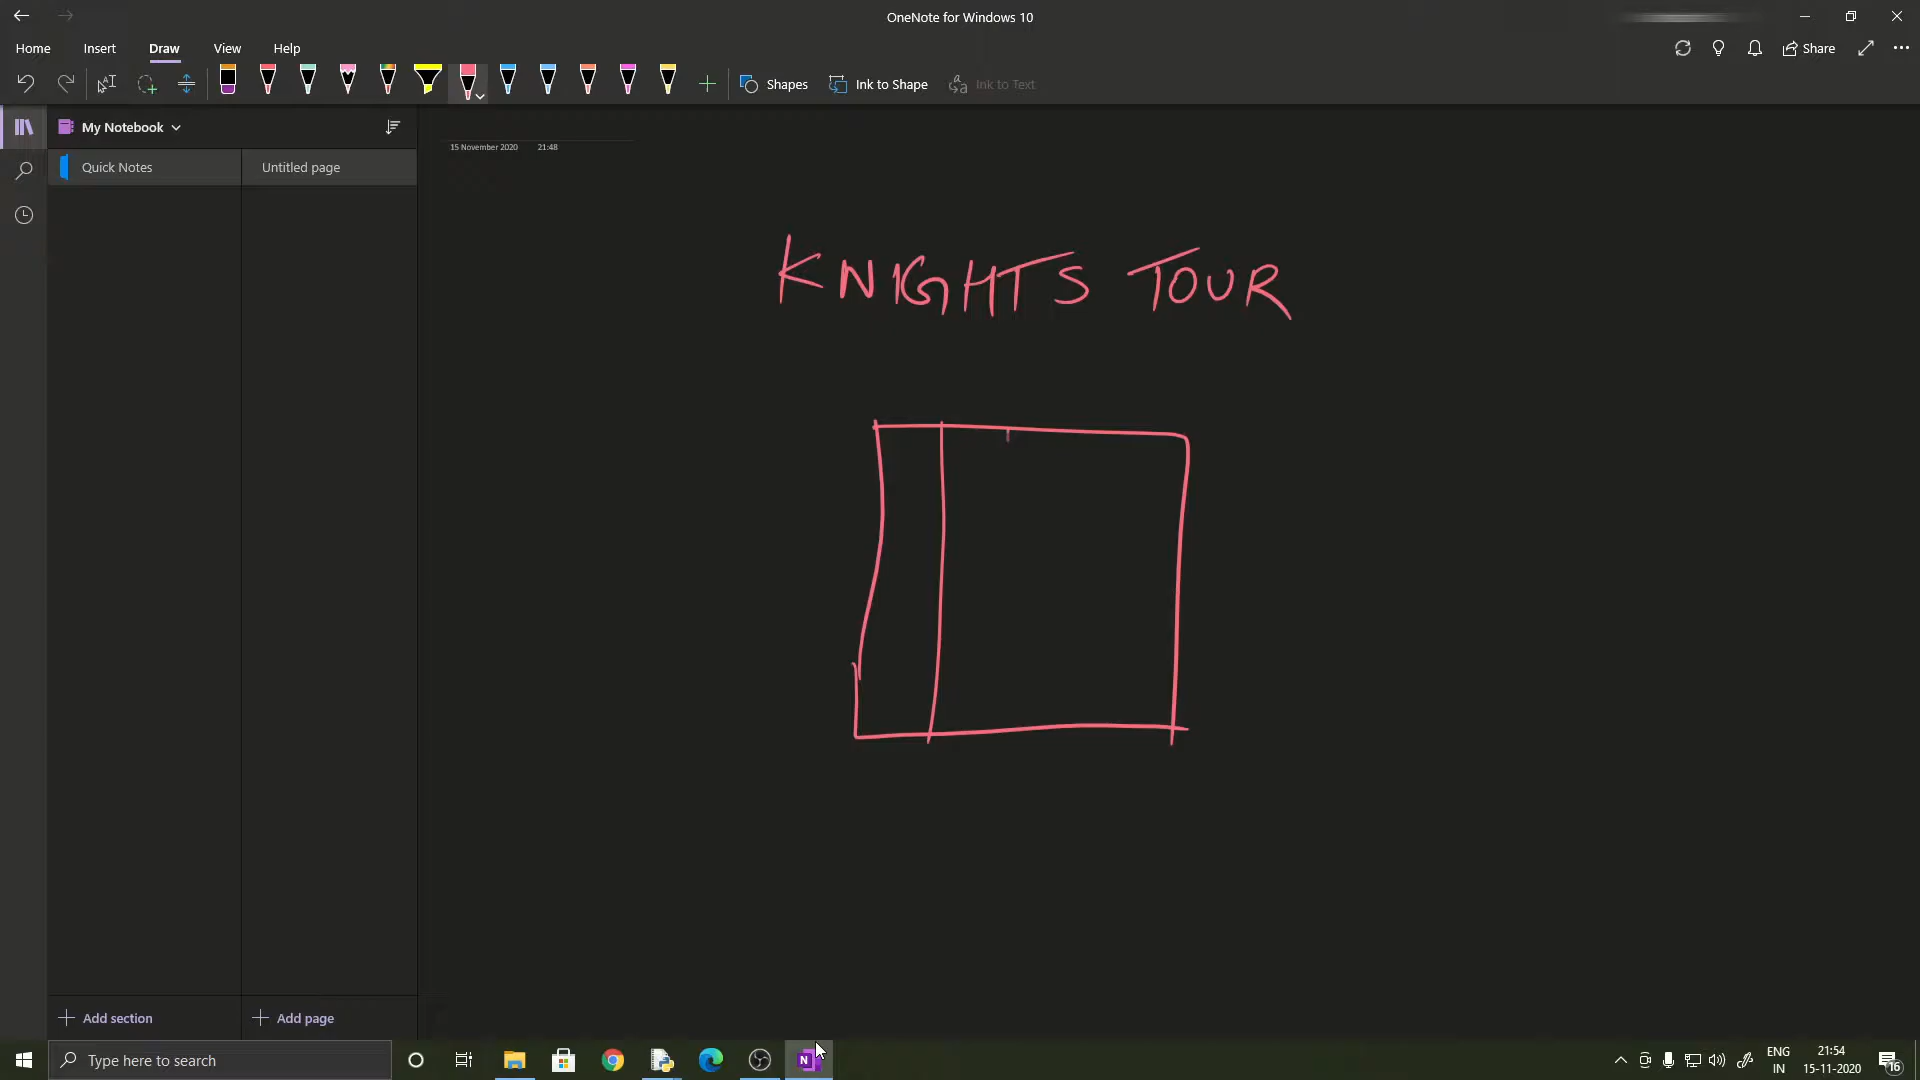 OneNote for Windows 10
Home Insert Draw View Help
Share
Shapes Ink to Shape Ink to Text
My Notebook
Quick Notes Untitled page
15 November 2020 21:48
KNIGHTS TOUR
Add section Add page
Type here to search
ENG
IN
21:54
15-11-2020
16